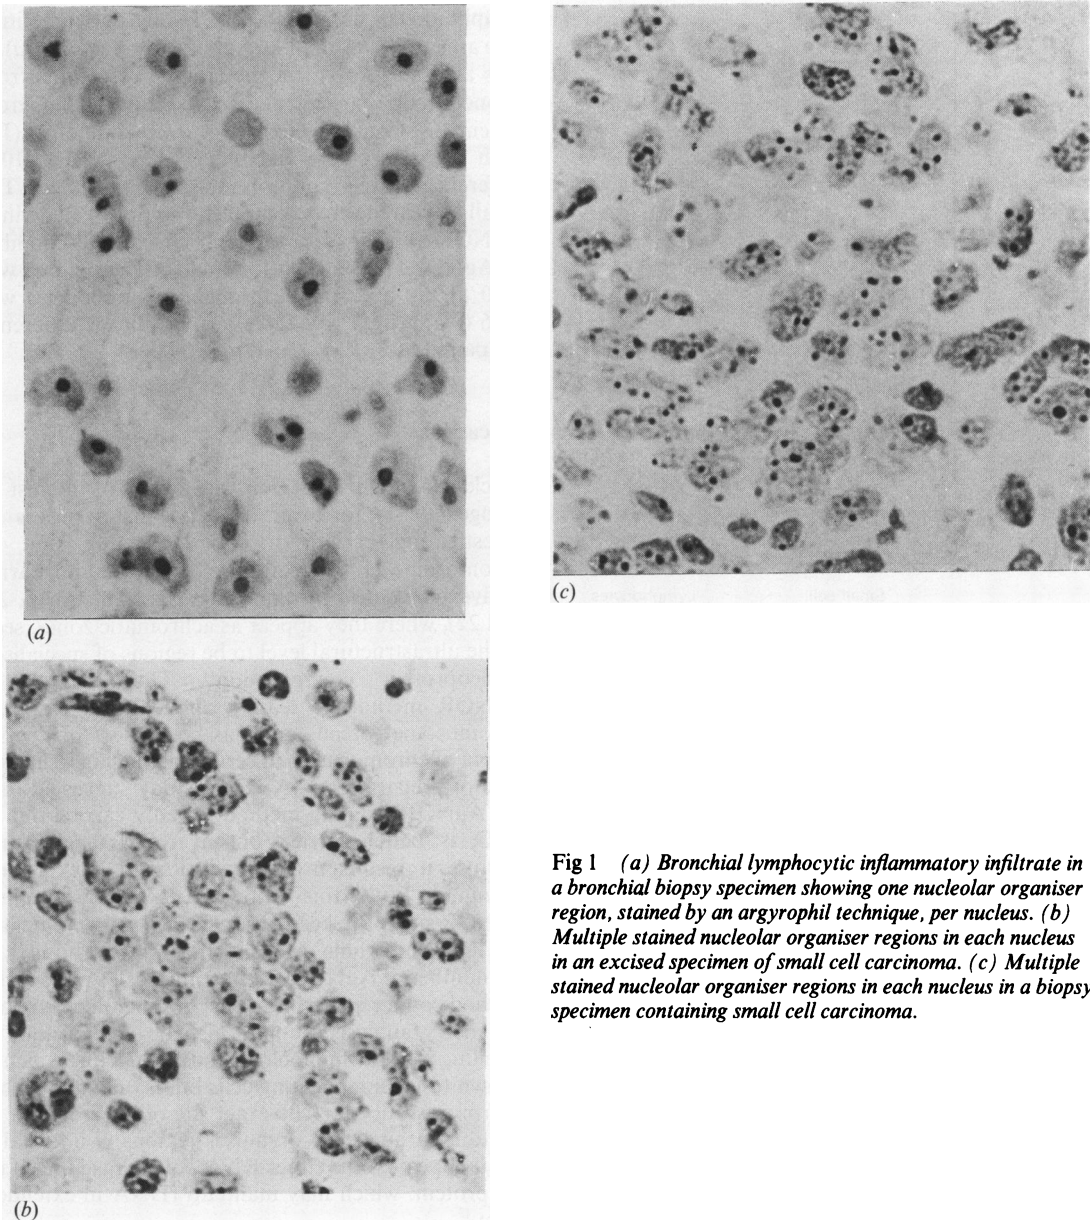 (a)
(c)
(b)
Fig 1 (a) Bronchial lymphocytic inflammatory infiltrate in
a bronchial biopsy specimen showing one nucleolar organiser
region, stained by an argyrophil technique, per nucleus. (b)
Multiple stained nucleolar organiser regions in each nucleus
in an excised specimen of small cell carcinoma. (c) Multiple
stained nucleolar organiser regions in each nucleus in a biopsy
specimen containing small cell carcinoma.